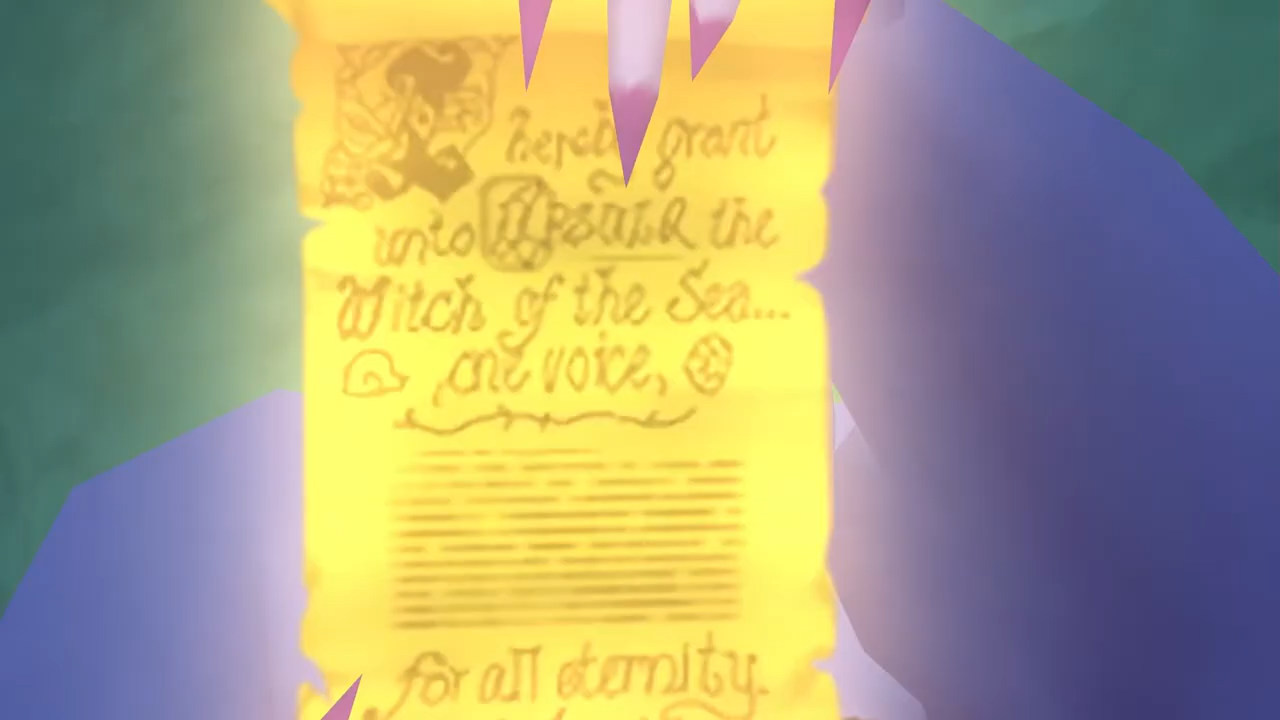 I hereby grant
unto Ursula the
Witch of the Sea...
one voice,
for all eternity.